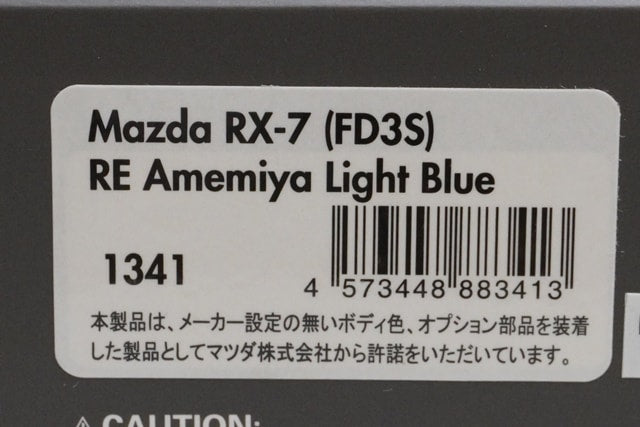 Mazda RX-7 (FD3S)
RE Amemiya Light Blue
1341
4 573448 883413
本製品は、メーカー設定の無いボディ色、オプション部品を装着
した製品としてマツダ株式会社から許諾をいただいています。
⚠CAUTION: